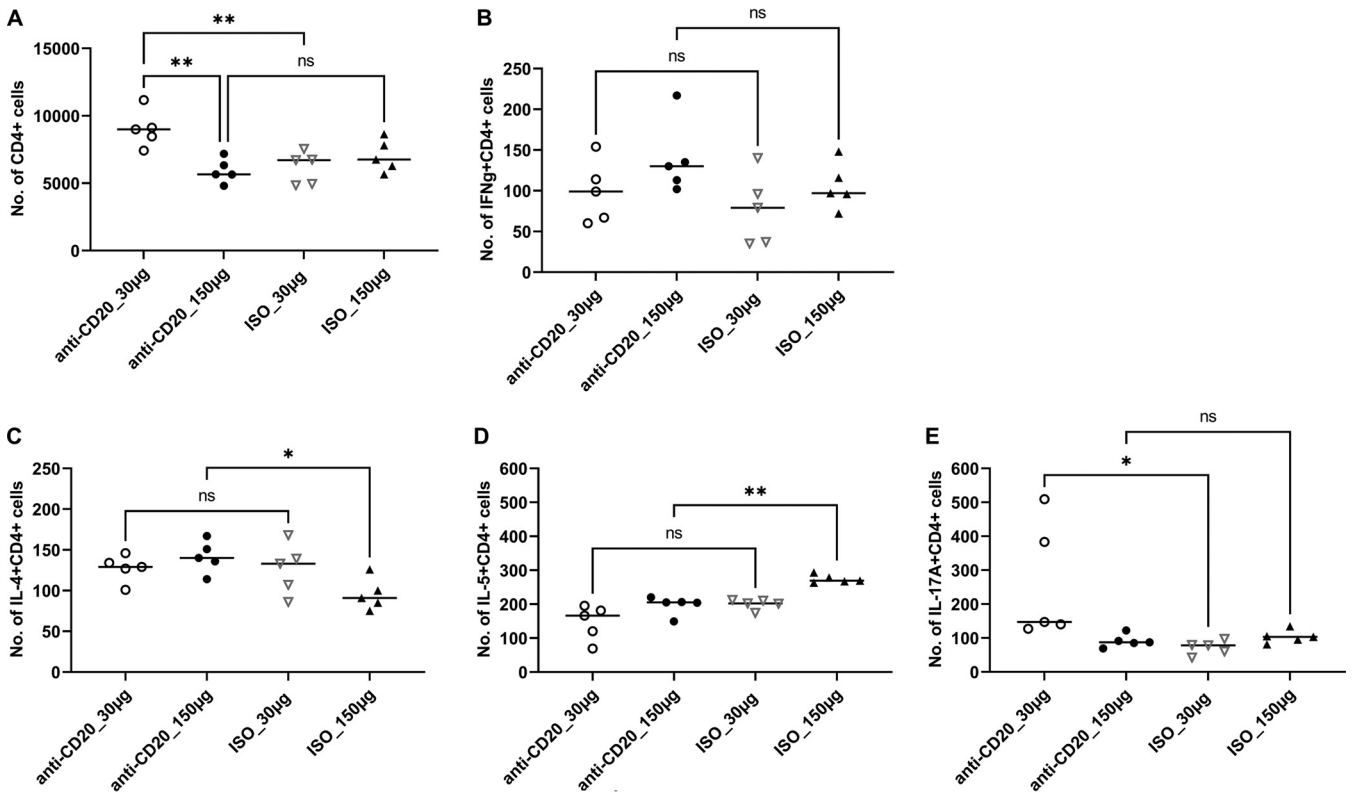 A
**
**
ns
No. of CD4+ cells
15000
10000
5000
0
anti-CD20_30µg
anti-CD20_150µg
ISO_30µg
ISO_150µg
B
ns
ns
No. of IFNg+CD4+ cells
250
200
150
100
50
0
anti-CD20_30µg
anti-CD20_150µg
ISO_30µg
ISO_150µg
C
*
ns
No. of IL-4+CD4+ cells
250
200
150
100
50
0
anti-CD20_30µg
anti-CD20_150µg
ISO_30µg
ISO_150µg
D
**
ns
No. of IL-5+CD4+ cells
600
500
400
300
200
100
0
anti-CD20_30µg
anti-CD20_150µg
ISO_30µg
ISO_150µg
E
ns
*
No. of IL-17A+CD4+ cells
600
500
400
300
200
100
0
anti-CD20_30µg
anti-CD20_150µg
ISO_30µg
ISO_150µg